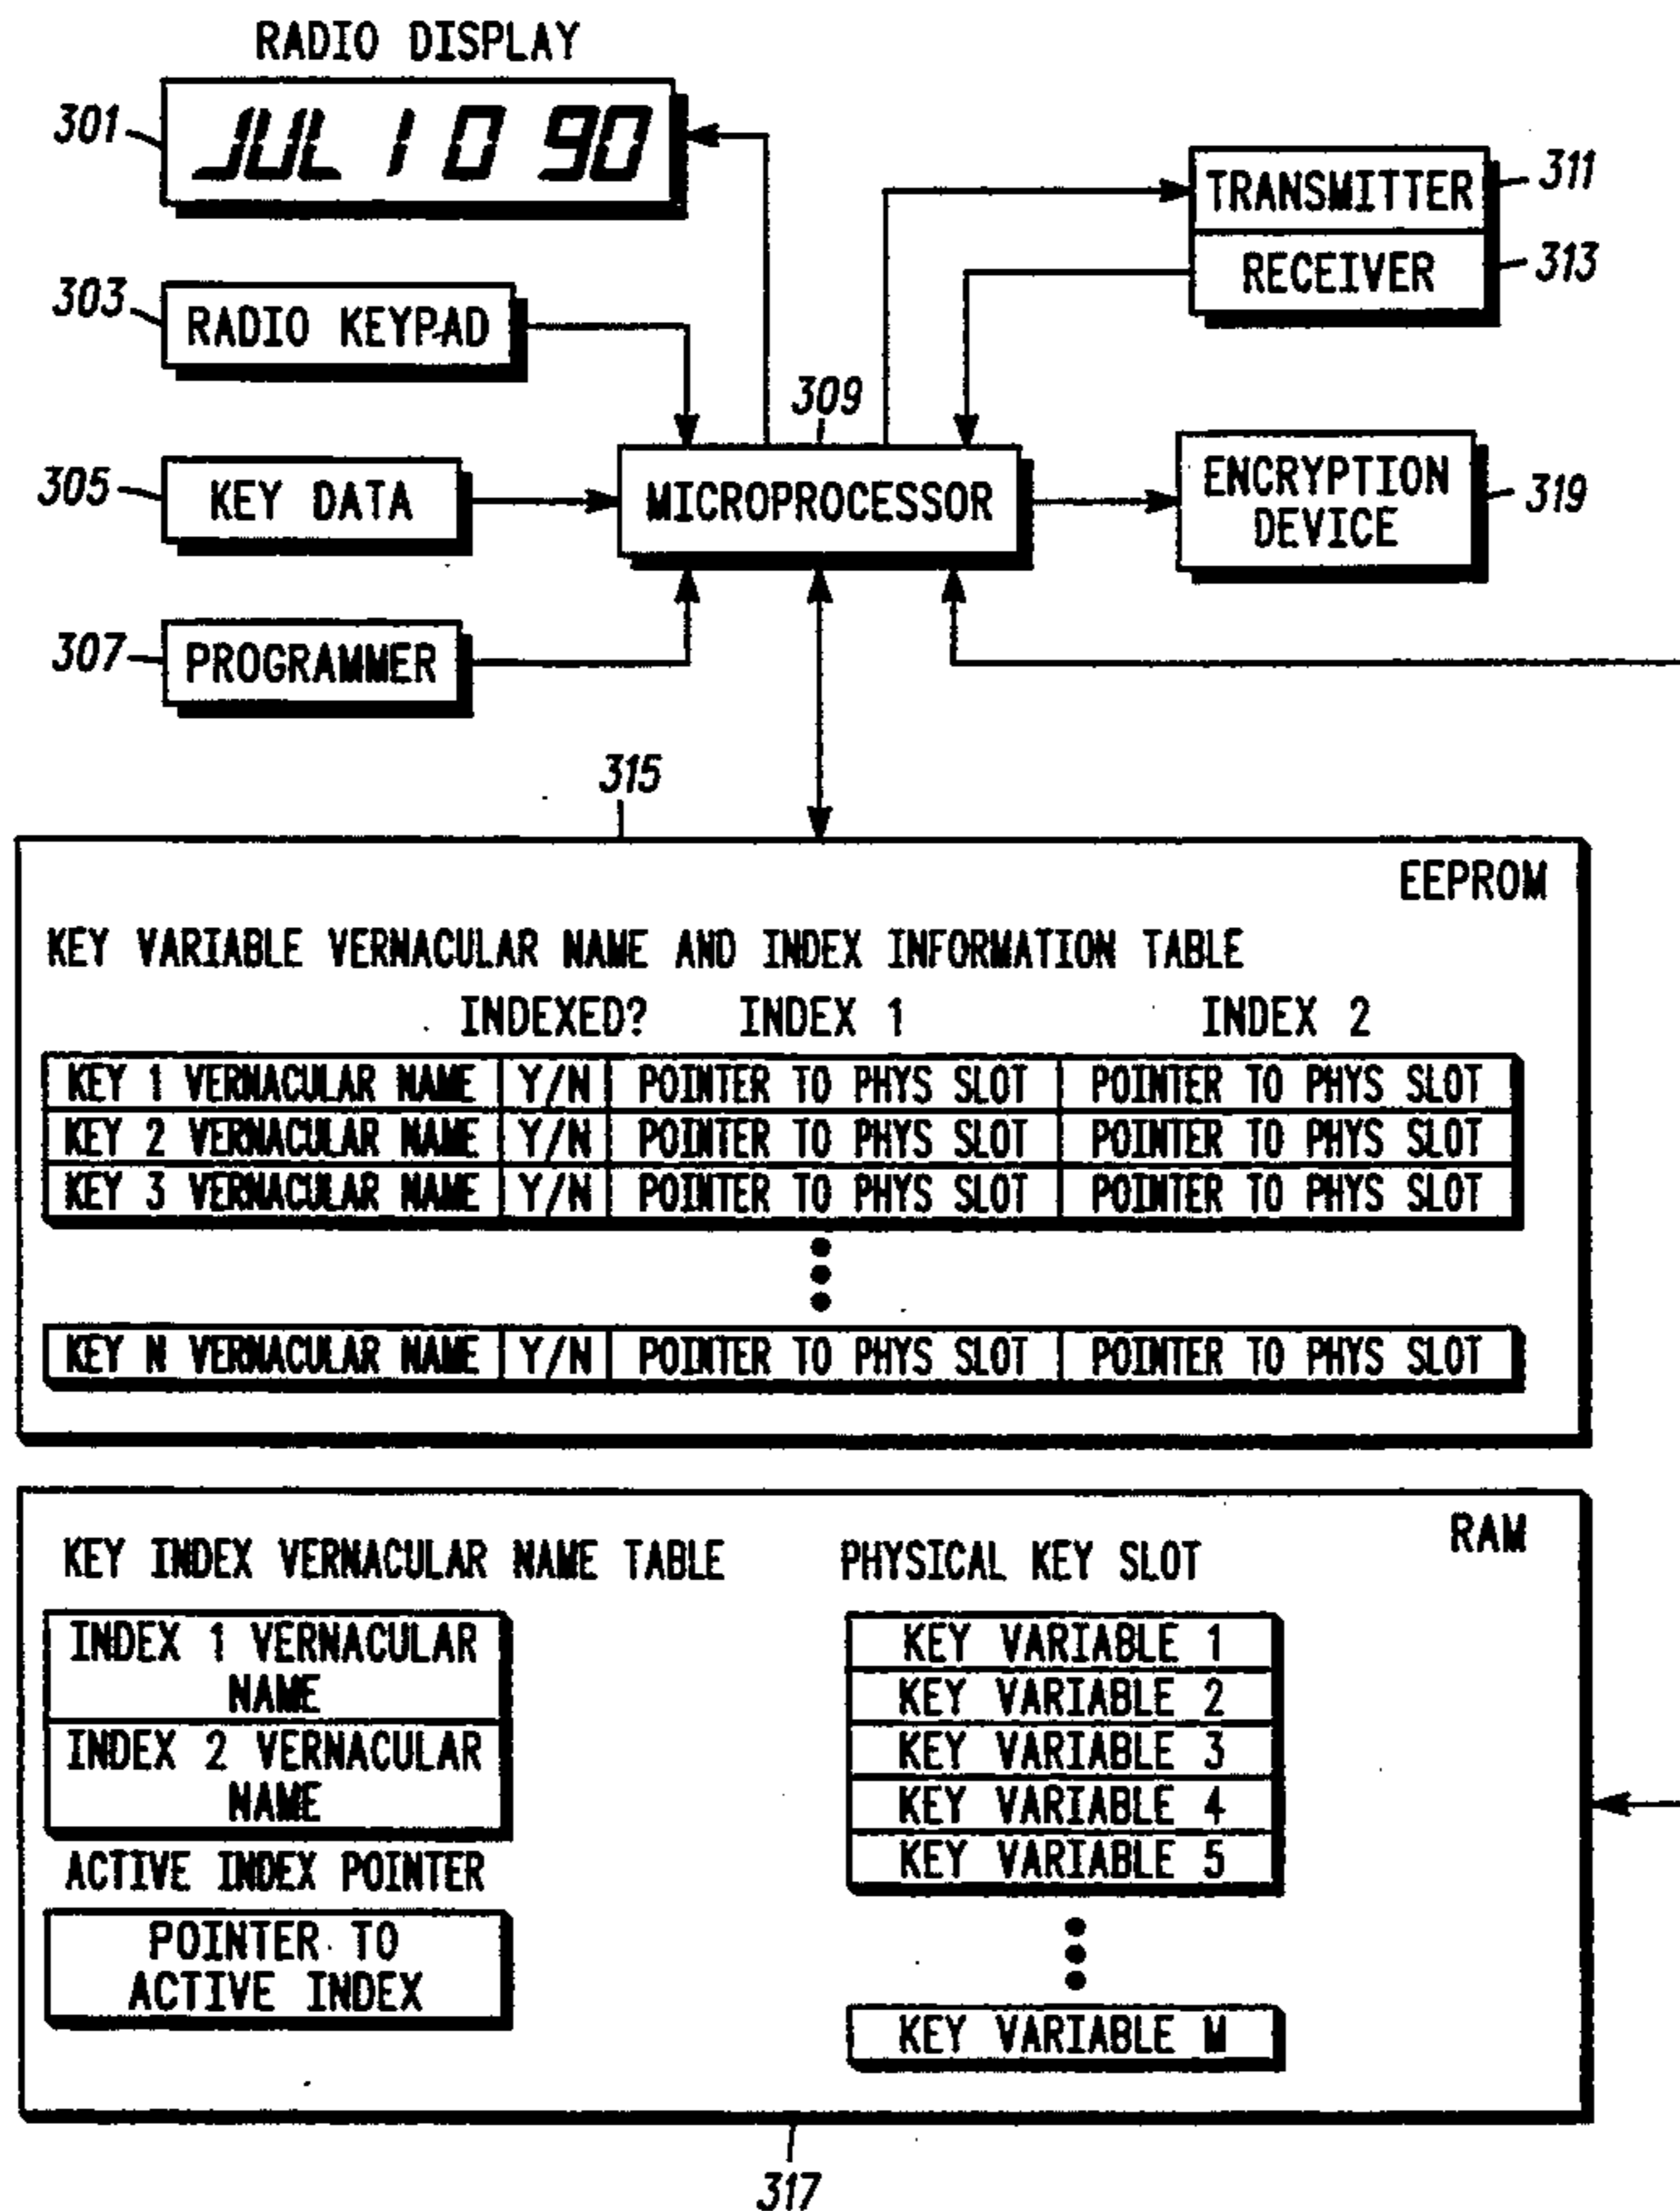 RADIO DISPLAY
301
JUL 10 90
TRANSMITTER
311
303
RADIO KEYPAD
RECEIVER
313
309
305
KEY DATA
MICROPROCESSOR
ENCRYPTION
DEVICE
319
307
PROGRAMMER
315
EEPROM
KEY VARIABLE VERNACULAR NAME AND INDEX INFORMATION TABLE
INDEXED? INDEX 1 INDEX 2
KEY 1 VERNACULAR NAME Y/N POINTER TO PHYS SLOT POINTER TO PHYS SLOT
KEY 2 VERNACULAR NAME Y/N POINTER TO PHYS SLOT POINTER TO PHYS SLOT
KEY 3 VERNACULAR NAME Y/N POINTER TO PHYS SLOT POINTER TO PHYS SLOT
KEY N VERNACULAR NAME Y/N POINTER TO PHYS SLOT POINTER TO PHYS SLOT
RAM
KEY INDEX VERNACULAR NAME TABLE
INDEX 1 VERNACULAR
NAME
INDEX 2 VERNACULAR
NAME
ACTIVE INDEX POINTER
POINTER TO
ACTIVE INDEX
PHYSICAL KEY SLOT
KEY VARIABLE 1
KEY VARIABLE 2
KEY VARIABLE 3
KEY VARIABLE 4
KEY VARIABLE 5
KEY VARIABLE M
317